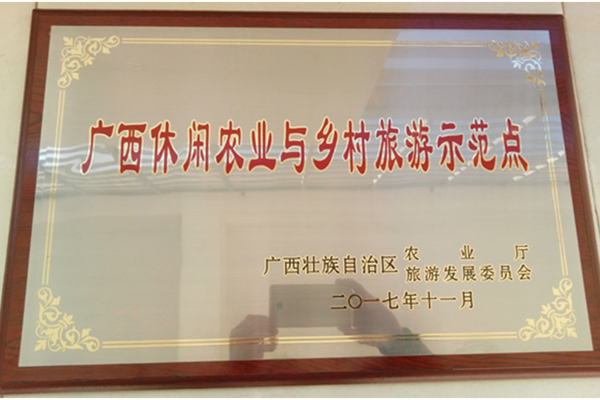 广西休闲农业与乡村旅游示范点
广西壮族自治区 农业厅
旅游发展委员会
二〇一七年十一月